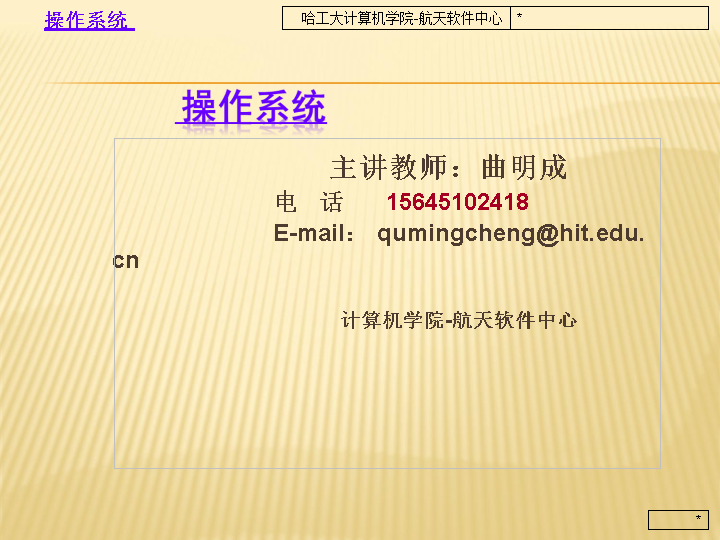 操作系统
哈工大计算机学院-航天软件中心 *
操作系统
主讲教师：曲明成
电 话 15645102418
E-mail： qumingcheng@hit.edu.
cn
计算机学院-航天软件中心
*